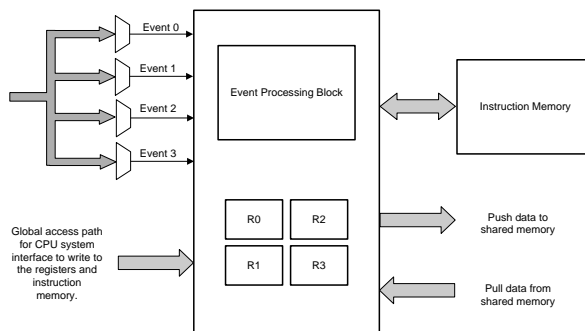 Event 0
Event 1
Event 2
Event 3
Event Processing Block
Instruction Memory
R0
R2
R1
R3
Global access path
for CPU system
interface to write to
the registers and
instruction
memory.
Push data to
shared memory
Pull data from
shared memory